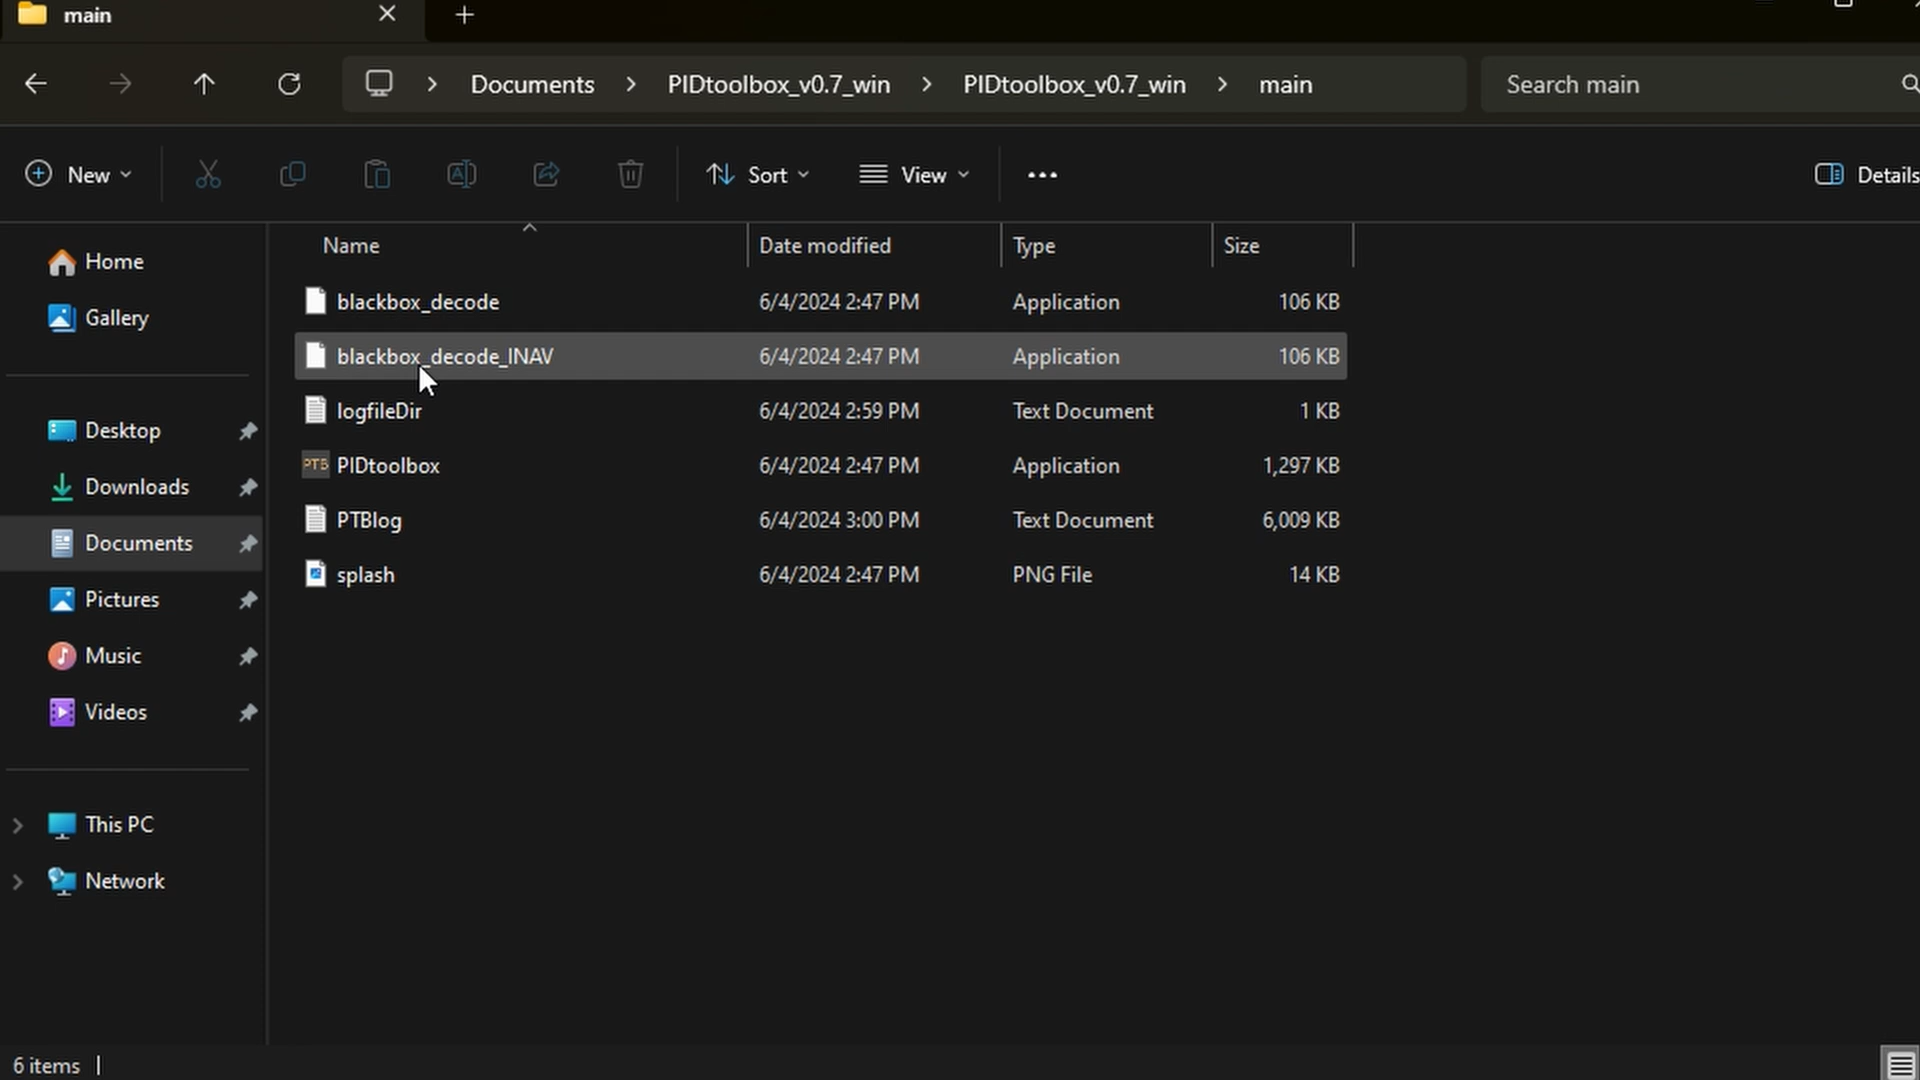 main
Documents > PIDtoolbox_v0.7_win > PIDtoolbox_v0.7_win > main
Search main
New
Sort
View
Details
Home
Gallery
Desktop
Downloads
Documents
Pictures
Music
Videos
This PC
Network
Name Date modified Type Size
blackbox_decode 6/4/2024 2:47 PM Application 106 KB
blackbox_decode_INAV 6/4/2024 2:47 PM Application 106 KB
logfileDir 6/4/2024 2:59 PM Text Document 1 KB
PTB PIDtoolbox 6/4/2024 2:47 PM Application 1,297 KB
PTBlog 6/4/2024 3:00 PM Text Document 6,009 KB
splash 6/4/2024 2:47 PM PNG File 14 KB
6 items